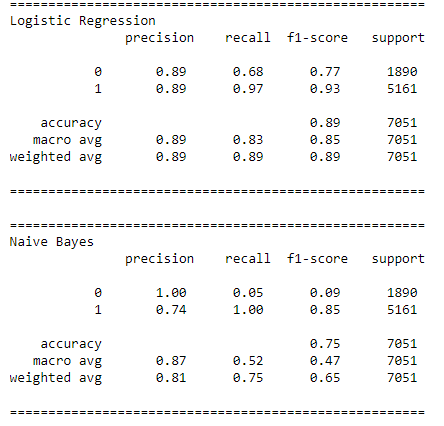 ======================================================
Logistic Regression
precision recall f1-score support
0 0.89 0.68 0.77 1890
1 0.89 0.97 0.93 5161
accuracy 0.89 7051
macro avg 0.89 0.83 0.85 7051
weighted avg 0.89 0.89 0.89 7051
======================================================
======================================================
Naive Bayes
precision recall f1-score support
0 1.00 0.05 0.09 1890
1 0.74 1.00 0.85 5161
accuracy 0.75 7051
macro avg 0.87 0.52 0.47 7051
weighted avg 0.81 0.75 0.65 7051
======================================================